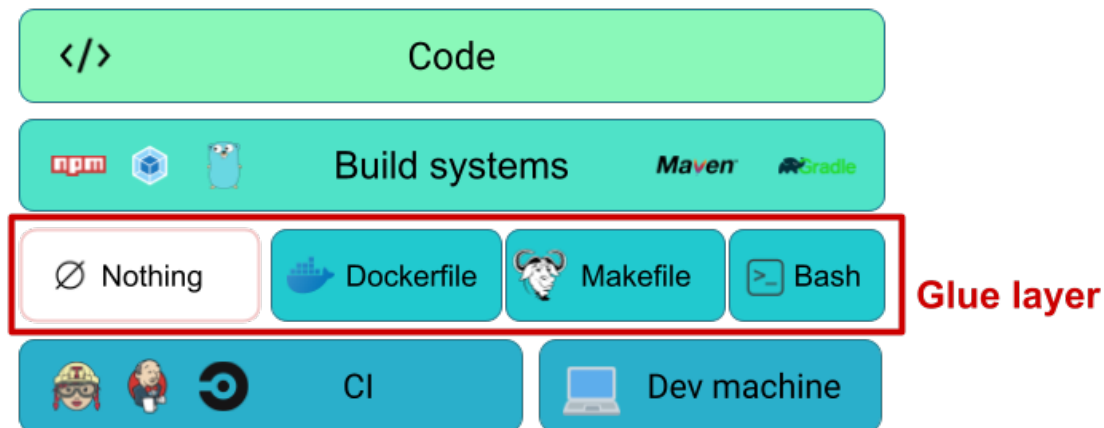 </> Code
npm Build systems Maven Gradle
∅ Nothing Dockerfile Makefile >_ Bash
Glue layer
T CI Dev machine